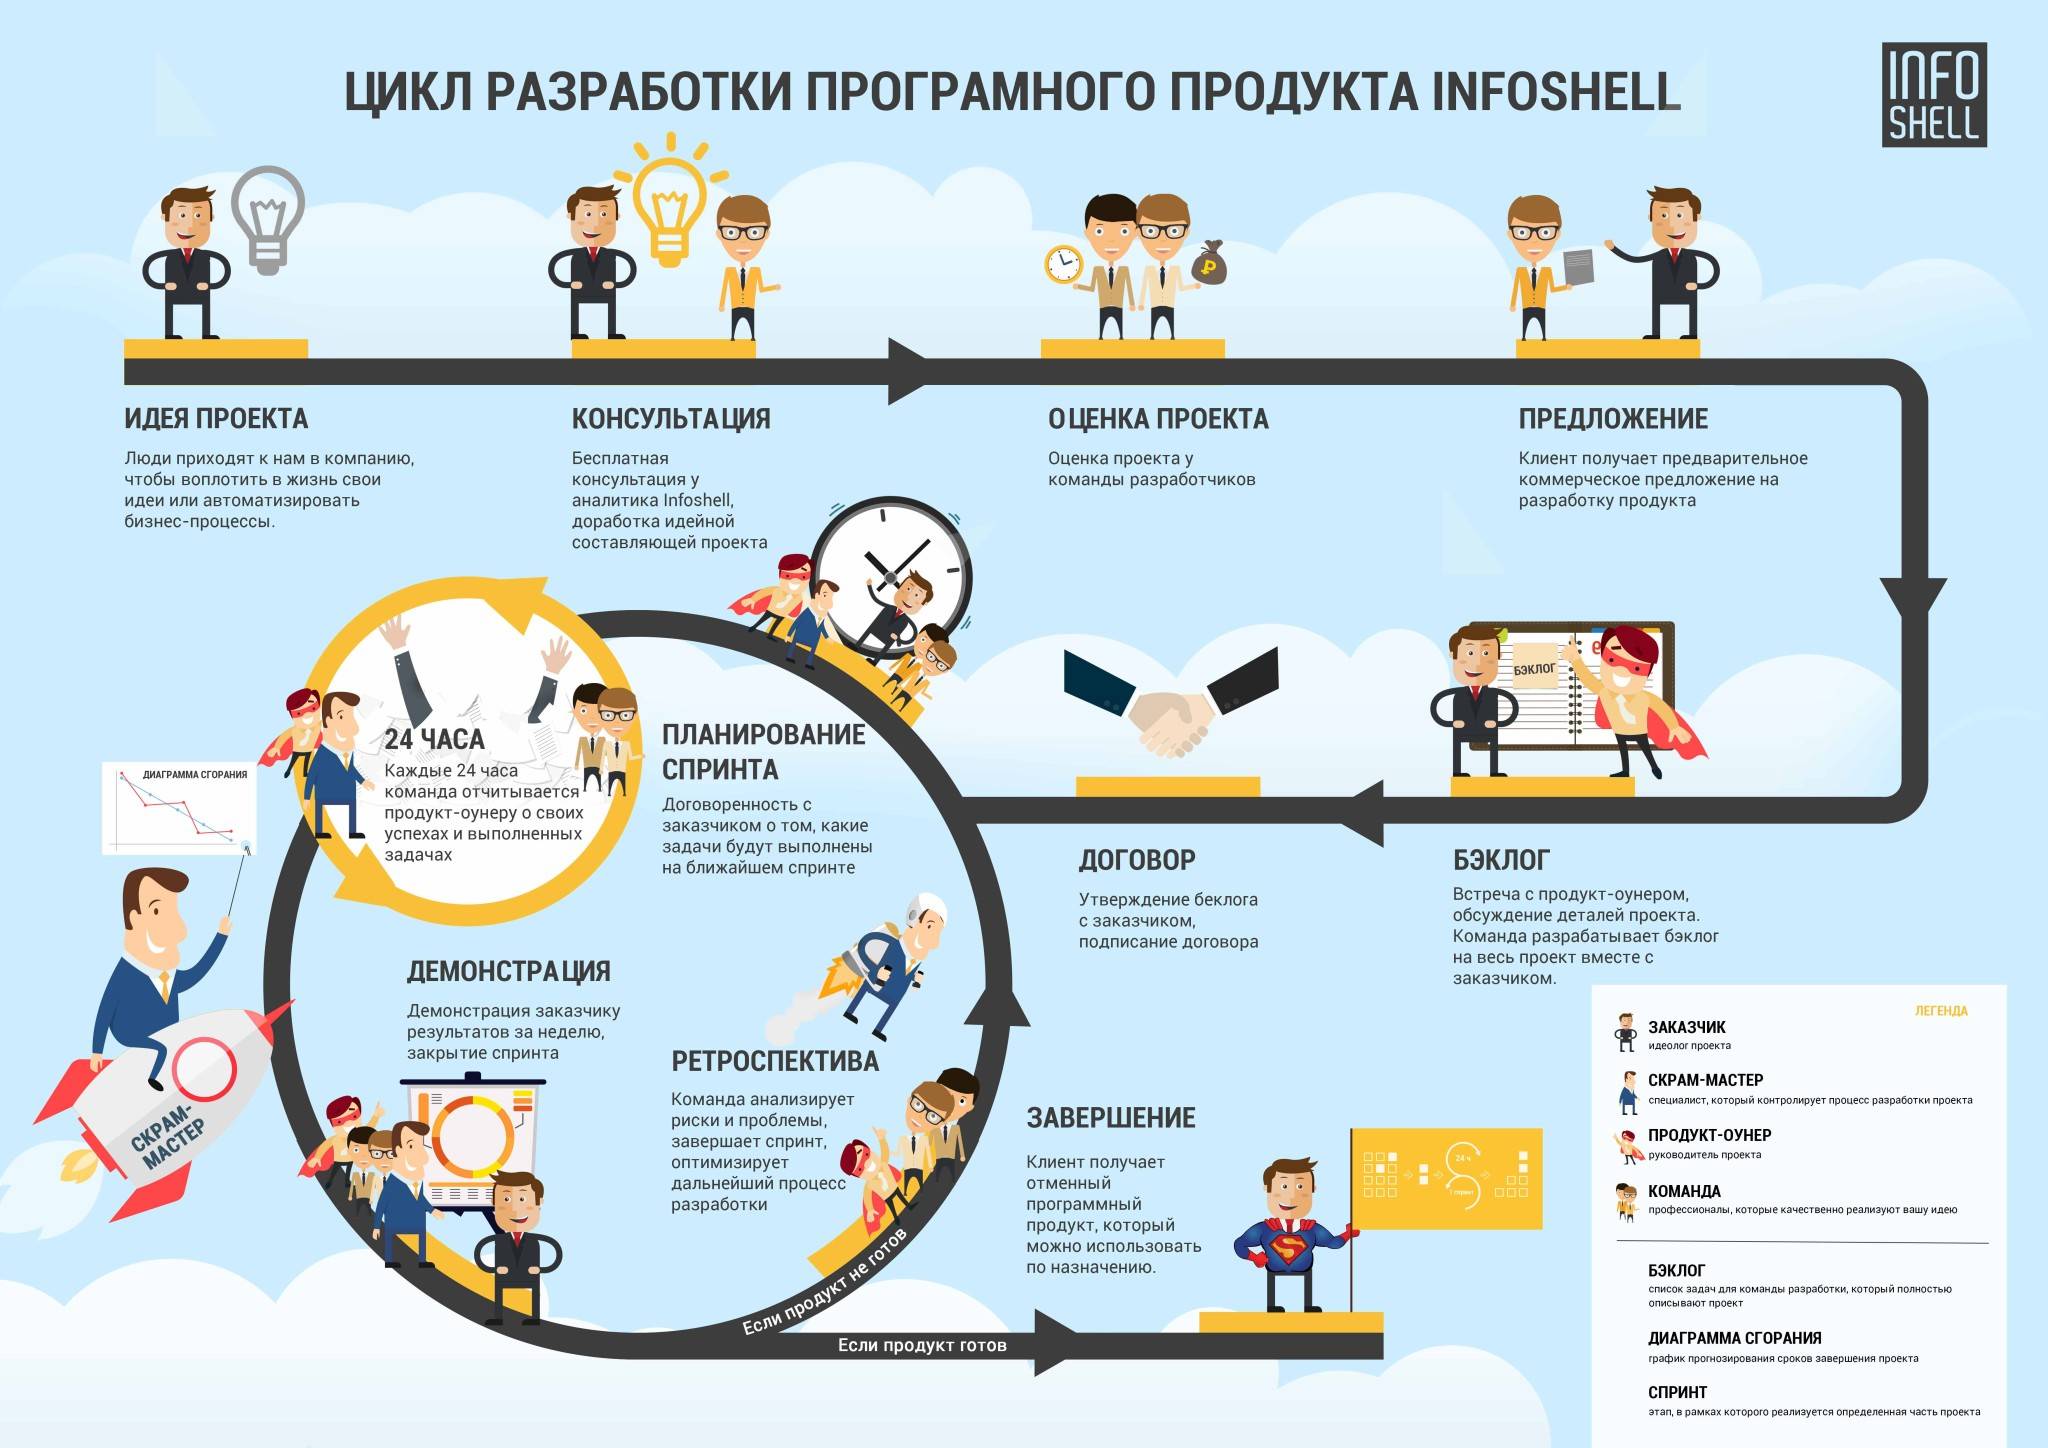 ЦИКЛ РАЗРАБОТКИ ПРОГРАМНОГО ПРОДУКТА INFOSHELL
INFO
SHELL
ИДЕЯ ПРОЕКТА
Люди приходят к нам в компанию,
чтобы воплотить в жизнь свои
идеи или автоматизировать
бизнес-процессы.
КОНСУЛЬТАЦИЯ
Бесплатная
консультация у
аналитика Infoshell,
доработка идейной
составляющей проекта
ОЦЕНКА ПРОЕКТА
Оценка проекта у
команды разработчиков
ПРЕДЛОЖЕНИЕ
Клиент получает предварительное
коммерческое предложение на
разработку продукта
БЭКЛОГ
БЭКЛОГ
Встреча с продукт-оунером,
обсуждение деталей проекта.
Команда разрабатывает бэклог
на весь проект вместе с
заказчиком.
ДОГОВОР
Утверждение беклога
с заказчиком,
подписание договора
ПЛАНИРОВАНИЕ
СПРИНТА
Договоренность с
заказчиком о том, какие
задачи будут выполнены
на ближайшем спринте
24 ЧАСА
Каждые 24 часа
команда отчитывается
продукт-оунеру о своих
успехах и выполненных
задачах
ДИАГРАММА СГОРАНИЯ
СКРАМ-
МАСТЕР
ДЕМОНСТРАЦИЯ
Демонстрация заказчику
результатов за неделю,
закрытие спринта
РЕТРОСПЕКТИВА
Команда анализирует
риски и проблемы,
завершает спринт,
оптимизирует
дальнейший процесс
разработки
Если продукт не готов
Если продукт готов
ЗАВЕРШЕНИЕ
Клиент получает
отменный
программный
продукт, который
можно использовать
по назначению.
24 ч
1 спринт
ЛЕГЕНДА
ЗАКАЗЧИК
идеолог проекта
СКРАМ-МАСТЕР
специалист, который контролирует процесс разработки проекта
ПРОДУКТ-ОУНЕР
руководитель проекта
КОМАНДА
профессионалы, которые качественно реализуют вашу идею
БЭКЛОГ
список задач для команды разработки, который полностью
описывают проект
ДИАГРАММА СГОРАНИЯ
график прогнозирования сроков завершения проекта
СПРИНТ
этап, в рамках которого реализуется определенная часть проекта